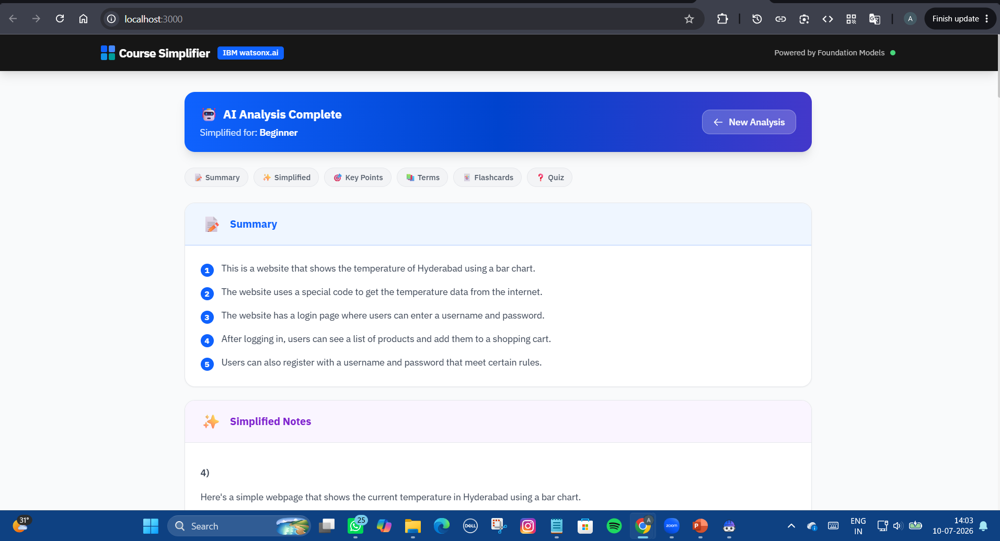 localhost:3000
A
Finish update
Course Simplifier
IBM watsonx.ai
Powered by Foundation Models
AI Analysis Complete
Simplified for: Beginner
New Analysis
Summary
Simplified
Key Points
Terms
Flashcards
Quiz
Summary
1 This is a website that shows the temperature of Hyderabad using a bar chart.
2 The website uses a special code to get the temperature data from the internet.
3 The website has a login page where users can enter a username and password.
4 After logging in, users can see a list of products and add them to a shopping cart.
5 Users can also register with a username and password that meet certain rules.
Simplified Notes
4)
Here's a simple webpage that shows the current temperature in Hyderabad using a bar chart.
31°
Search
25
DELL
A
zoom
P
ENG
IN
14:03
10-07-2026